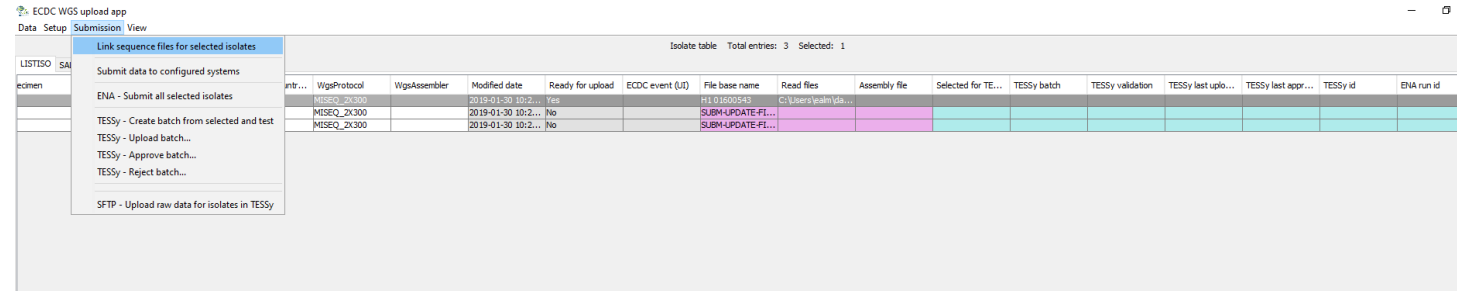 ECDC WGS upload app
Data Setup Submission View
Isolate table Total entries: 3 Selected: 1
Link sequence files for selected isolates
Submit data to configured systems
ENA - Submit all selected isolates
TESSy - Create batch from selected and test
TESSy - Upload batch...
TESSy - Approve batch...
TESSy - Reject batch...
SFTP - Upload raw data for isolates in TESSy
LISTISO SAL
ecimen untr... WgsProtocol WgsAssembler Modified date Ready for upload ECDC event (UI) File base name Read files Assembly file Selected for TE... TESSy batch TESSy validation TESSy last uplo... TESSy last appr... TESSy id ENA run id
MISEQ_2X300 2019-01-30 10:2... Yes H101600543 C:\Users\ealm\da...
MISEQ_2X300 2019-01-30 10:2... No SUBM-UPDATE-FI...
MISEQ_2X300 2019-01-30 10:2... No SUBM-UPDATE-FI...